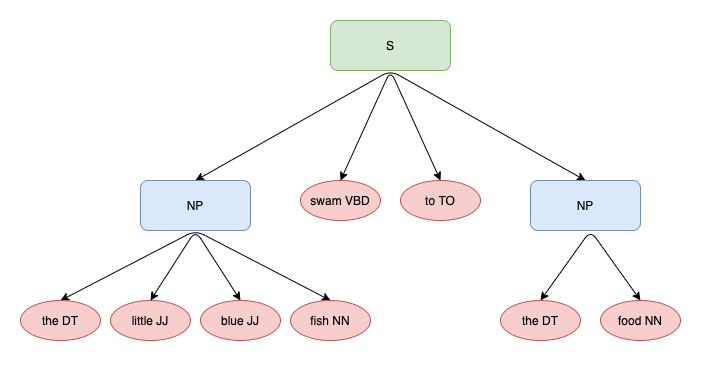 S
NP
swam VBD
to TO
NP
the DT
little JJ
blue JJ
fish NN
the DT
food NN